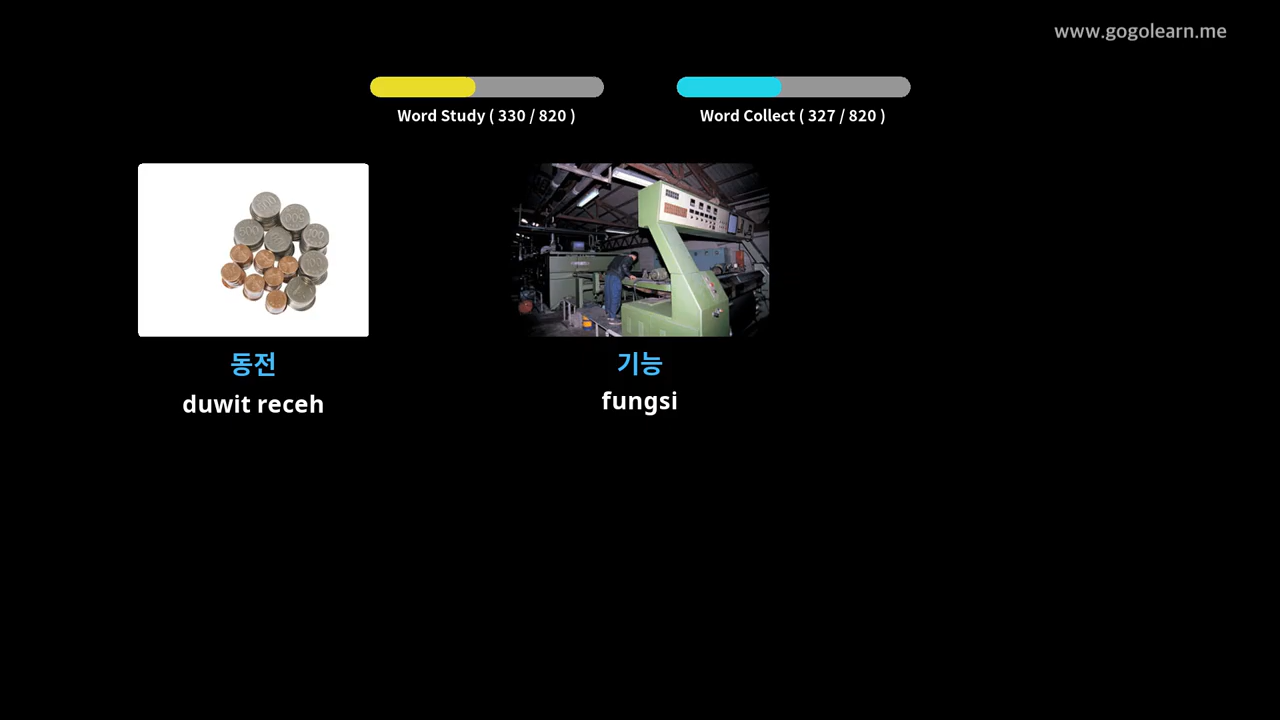 www.gogolearn.me
Word Study ( 330 / 820 )
Word Collect ( 327 / 820 )
동전
duwit receh
기능
fungsi